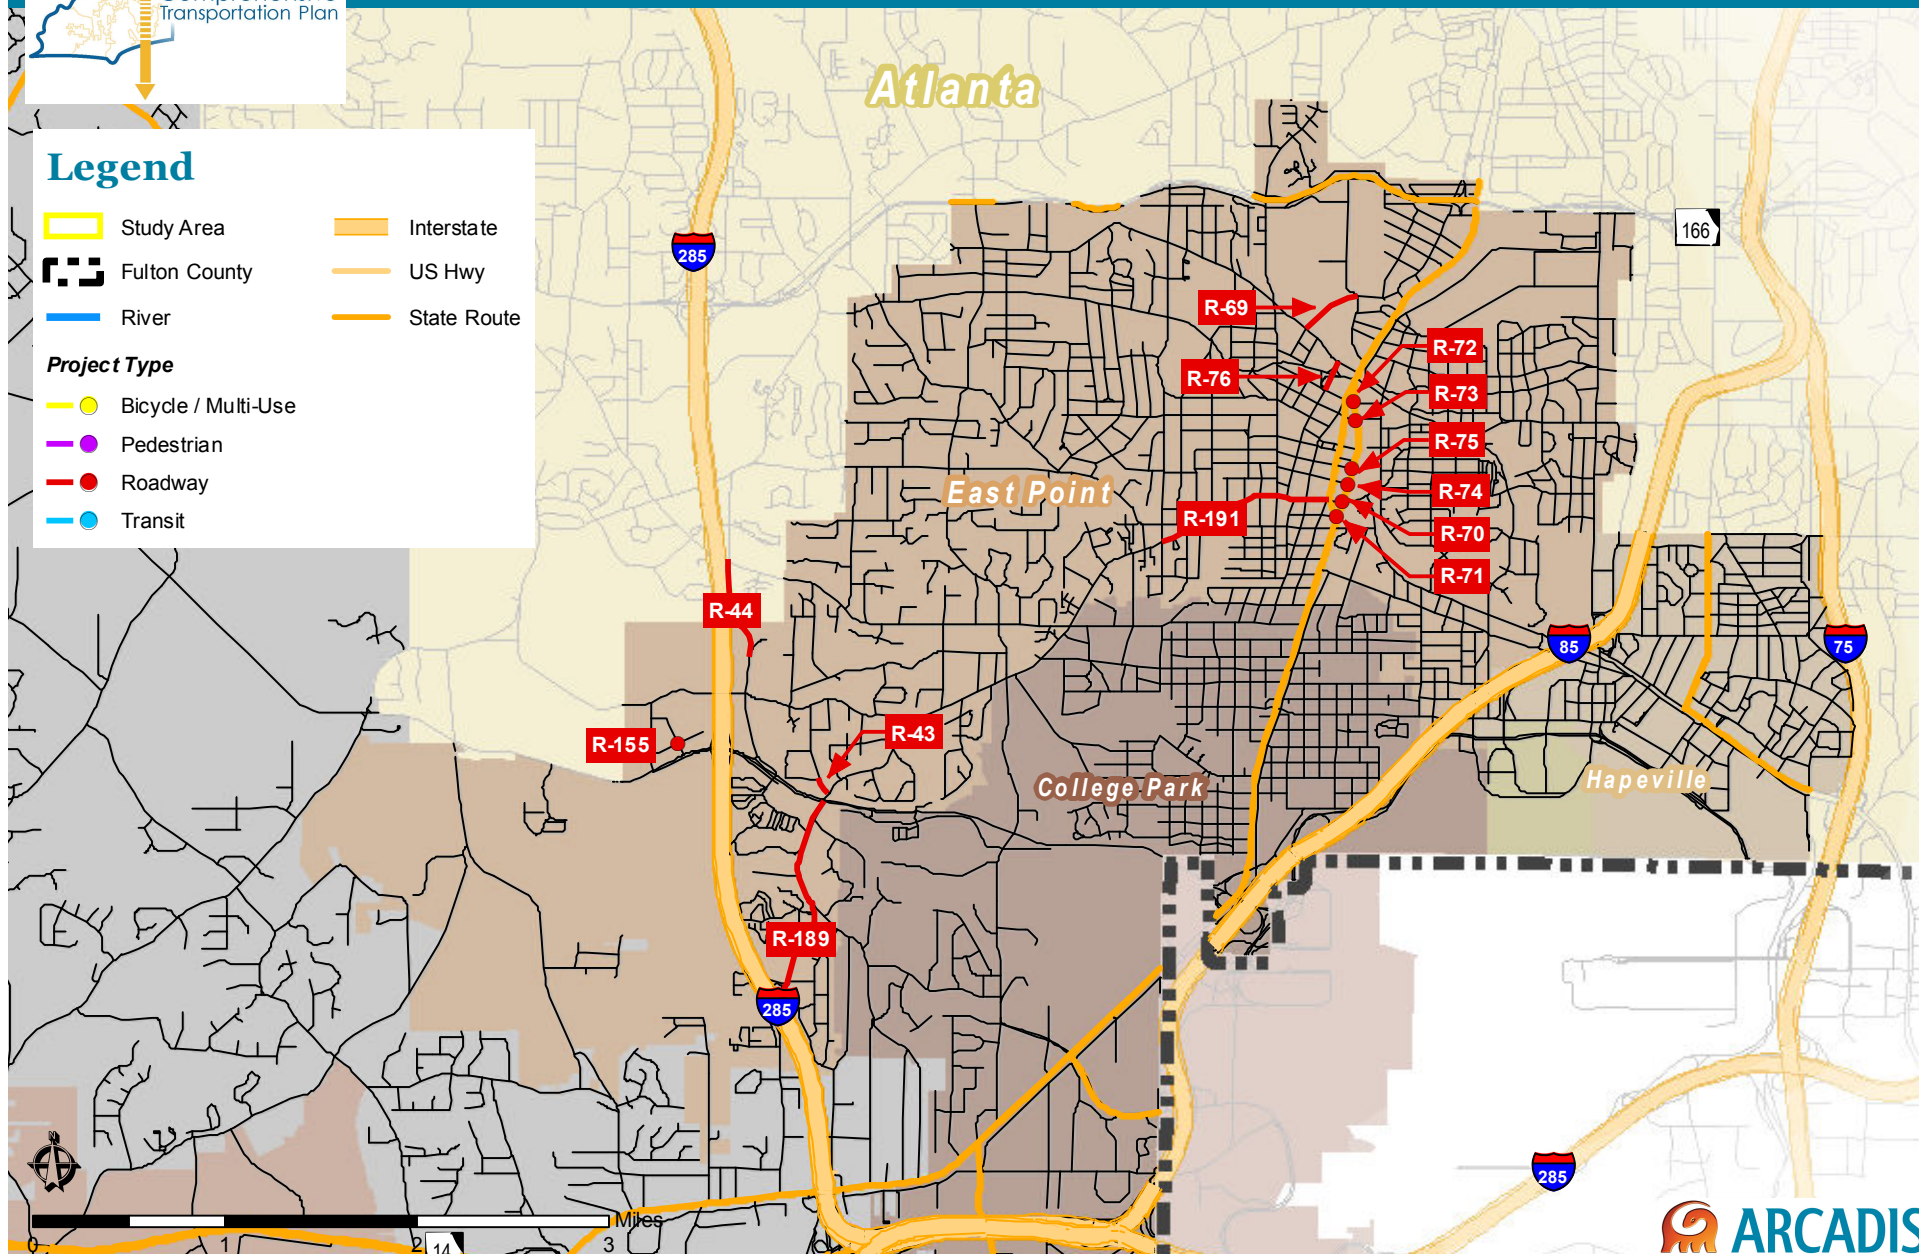 Transportation Plan
Atlanta
Legend
Study Area
Interstate
Fulton County
US Hwy
River
State Route
Project Type
Bicycle / Multi-Use
Pedestrian
Roadway
Transit
285
166
R-69
R-72
R-76
R-73
R-75
East Point
R-74
R-191
R-70
R-71
R-44
85
75
R-43
R-155
College Park
Hapeville
R-189
285
285
Miles
0 1 2 3
14
ARCADIS